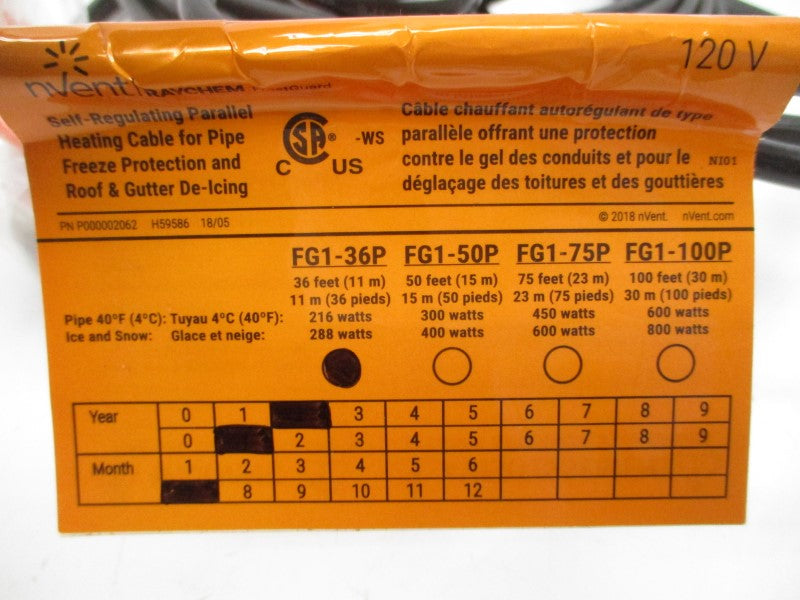 120 V
nVent RAYCHEM FrostGuard
Self-Regulating Parallel
Heating Cable for Pipe
Freeze Protection and
Roof & Gutter De-Icing
C SA® US -WS
Câble chauffant autorégulant de type
parallèle offrant une protection
contre le gel des conduits et pour le
déglaçage des toitures et des gouttières
NI01
PN P000002062 H59586 18/05
© 2018 nVent. nVent.com
FG1-36P FG1-50P FG1-75P FG1-100P
36 feet (11 m) 50 feet (15 m) 75 feet (23 m) 100 feet (30 m)
11 m (36 pieds) 15 m (50 pieds) 23 m (75 pieds) 30 m (100 pieds)
Pipe 40°F (4°C): Tuyau 4°C (40°F): 216 watts 300 watts 450 watts 600 watts
Ice and Snow: Glace et neige: 288 watts 400 watts 600 watts 800 watts
Year 0 1 3 4 5 6 7 8 9
0 2 3 4 5 6 7 8 9
Month 1 2 3 4 5 6
8 9 10 11 12